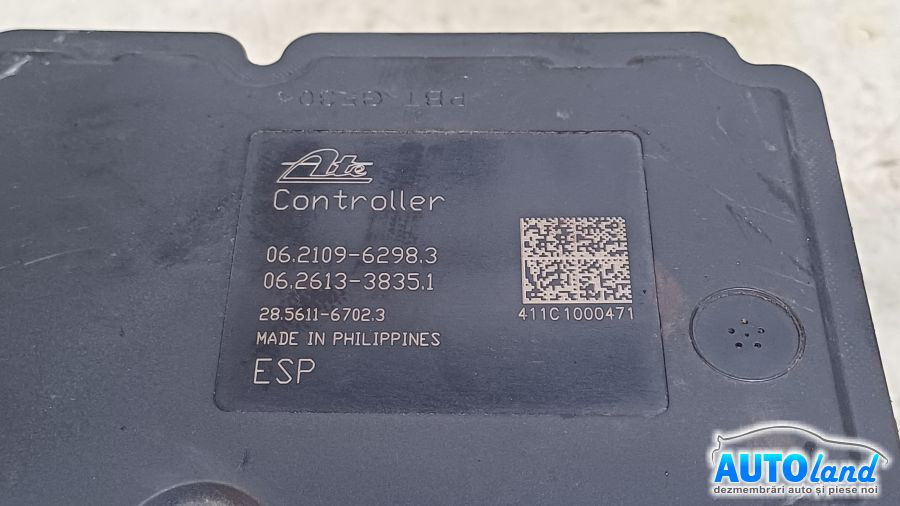 PBT GF30
Ate
Controller
06.2109-6298.3
06.2613-3835.1
28.5611-6702.3
411C1000471
MADE IN PHILIPPINES
ESP
AUTOland
dezmembrări auto și piese noi